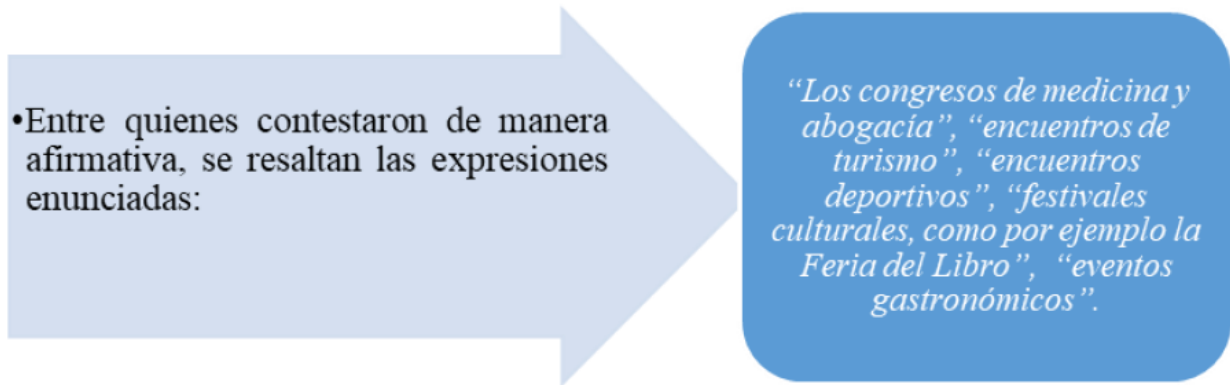 •Entre quienes contestaron de manera
afirmativa, se resaltan las expresiones
enunciadas:
“Los congresos de medicina y
abogacía”, “encuentros de
turismo”, “encuentros
deportivos”, “festivales
culturales, como por ejemplo la
Feria del Libro”, “eventos
gastronómicos”.